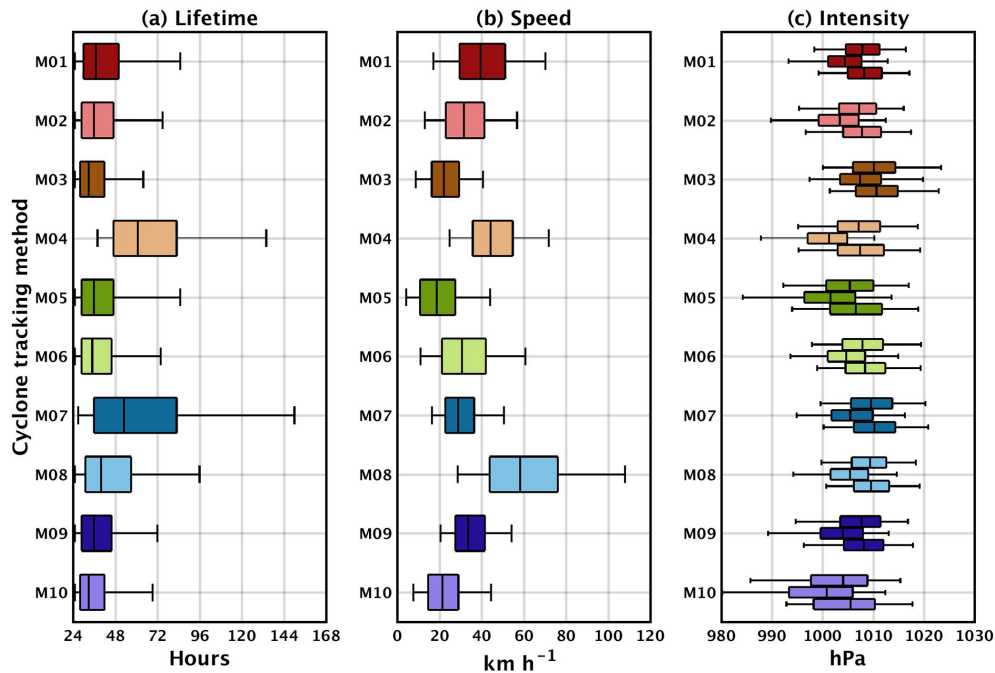 (a) Lifetime
(b) Speed
(c) Intensity
Cyclone tracking method
M01
M02
M03
M04
M05
M06
M07
M08
M09
M10
24 48 72 96 120 144 168
Hours
M01
M02
M03
M04
M05
M06
M07
M08
M09
M10
0 20 40 60 80 100 120
km h⁻¹
M01
M02
M03
M04
M05
M06
M07
M08
M09
M10
980 990 1000 1010 1020 1030
hPa